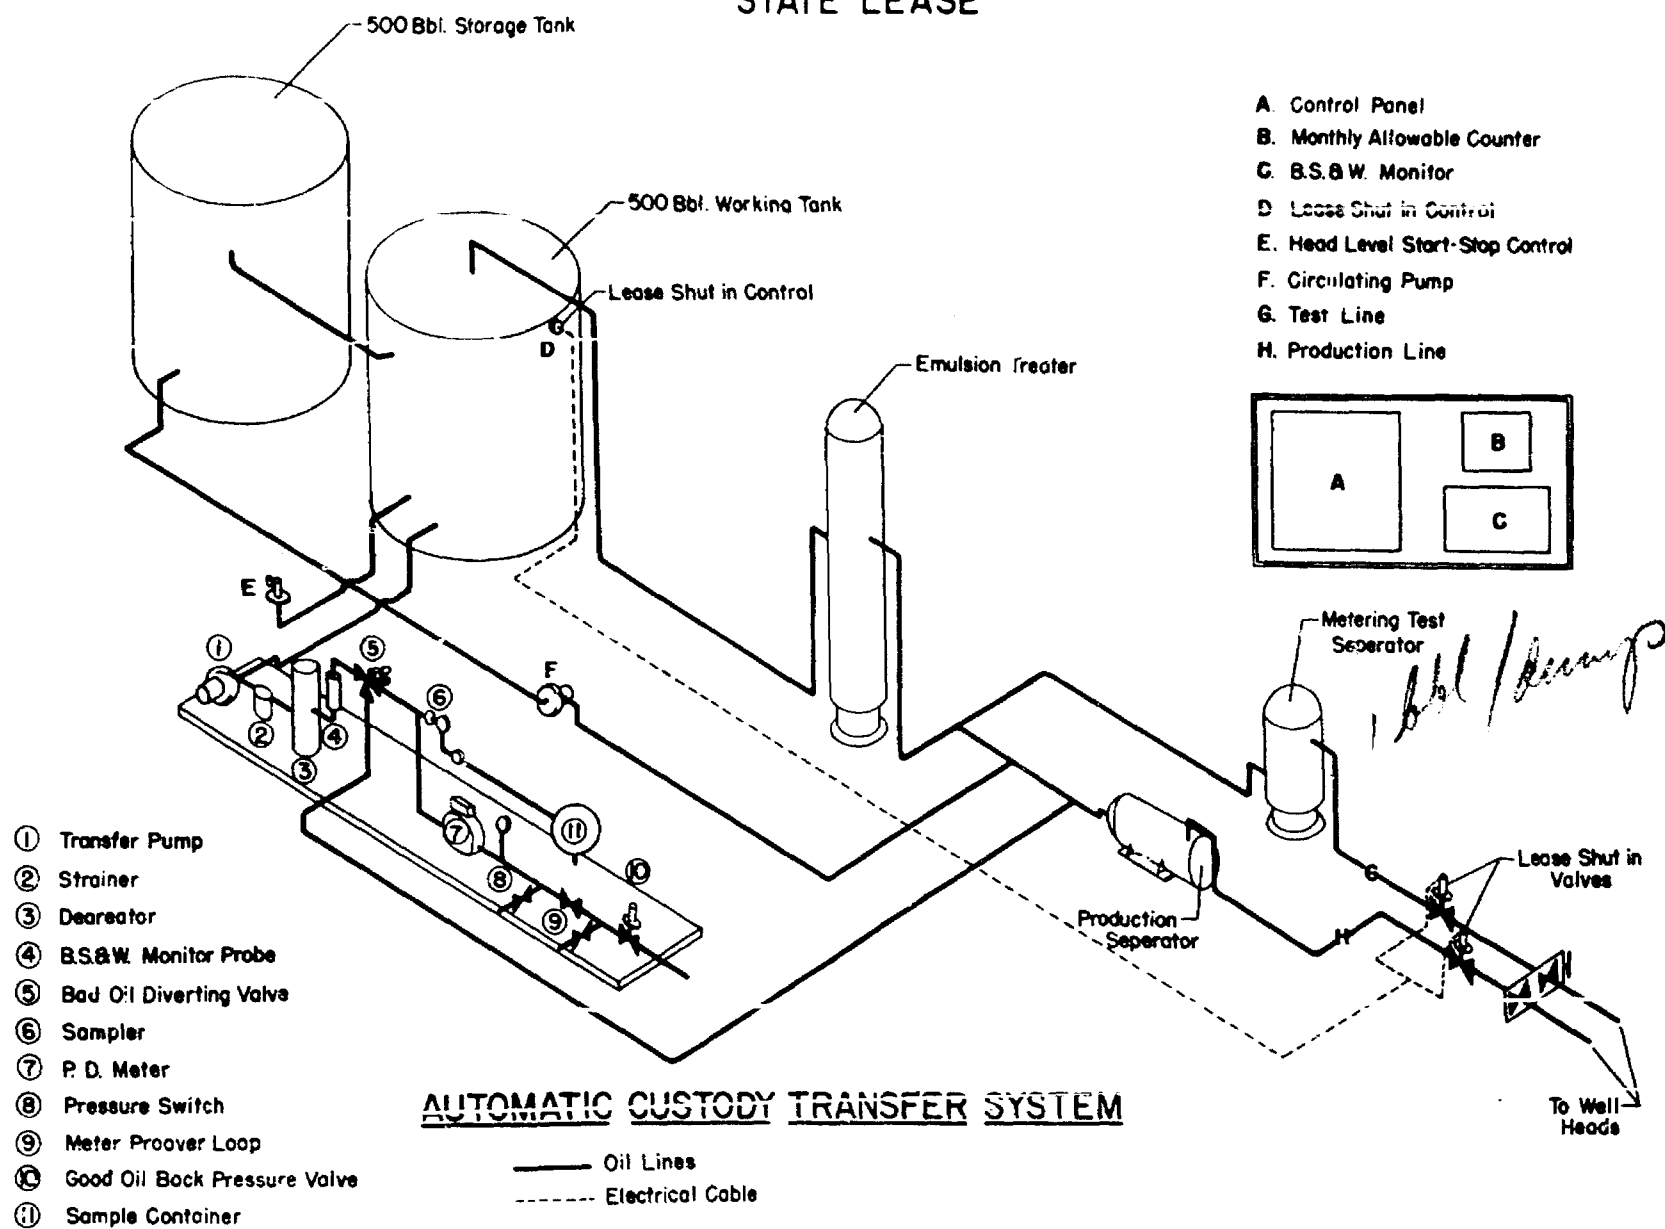 STATE LEASE
500 Bbl. Storage Tank
500 Bbl. Working Tank
Lease Shut in Control
D
Emulsion Treater
A. Control Panel
B. Monthly Allowable Counter
C. B.S.&W. Monitor
D Lease Shut in Control
E. Head Level Start-Stop Control
F. Circulating Pump
G. Test Line
H. Production Line
A
B
C
Metering Test
Seperator
1 bbl /
E
F
1
2
3
4
5
6
7
8
9
10
11
G
H
Lease Shut in
Valves
Production
Seperator
To Well
Heads
1 Transfer Pump
2 Strainer
3 Deareator
4 B.S.&W. Monitor Probe
5 Bad Oil Diverting Valve
6 Sampler
7 P. D. Meter
8 Pressure Switch
9 Meter Proover Loop
10 Good Oil Back Pressure Valve
11 Sample Container
AUTOMATIC CUSTODY TRANSFER SYSTEM
Oil Lines
Electrical Cable